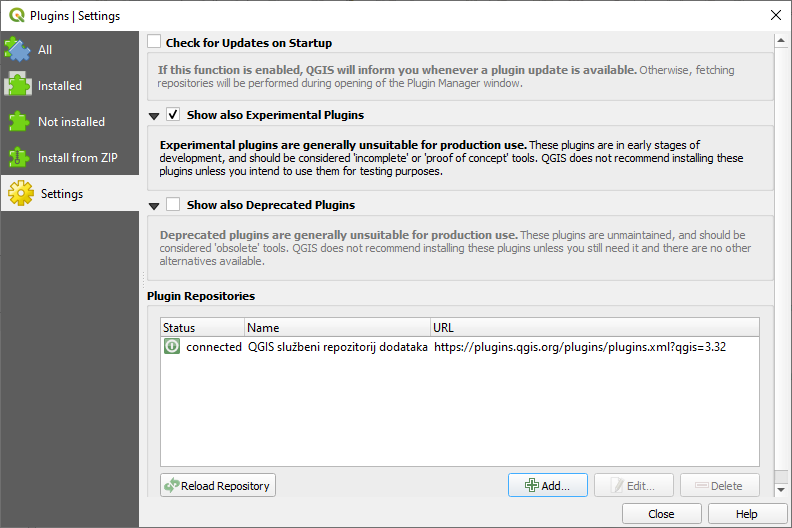 Plugins | Settings
All
Installed
Not installed
Install from ZIP
Settings
Check for Updates on Startup
If this function is enabled, QGIS will inform you whenever a plugin update is available. Otherwise, fetching
repositories will be performed during opening of the Plugin Manager window.
Show also Experimental Plugins
Experimental plugins are generally unsuitable for production use. These plugins are in early stages of
development, and should be considered 'incomplete' or 'proof of concept' tools. QGIS does not recommend installing these
plugins unless you intend to use them for testing purposes.
Show also Deprecated Plugins
Deprecated plugins are generally unsuitable for production use. These plugins are unmaintained, and should be
considered 'obsolete' tools. QGIS does not recommend installing these plugins unless you still need it and there are no other
alternatives available.
Plugin Repositories
Status Name URL
connected QGIS službeni repozitorij dodataka https://plugins.qgis.org/plugins/plugins.xml?qgis=3.32
Reload Repository Add... Edit... Delete
Close Help